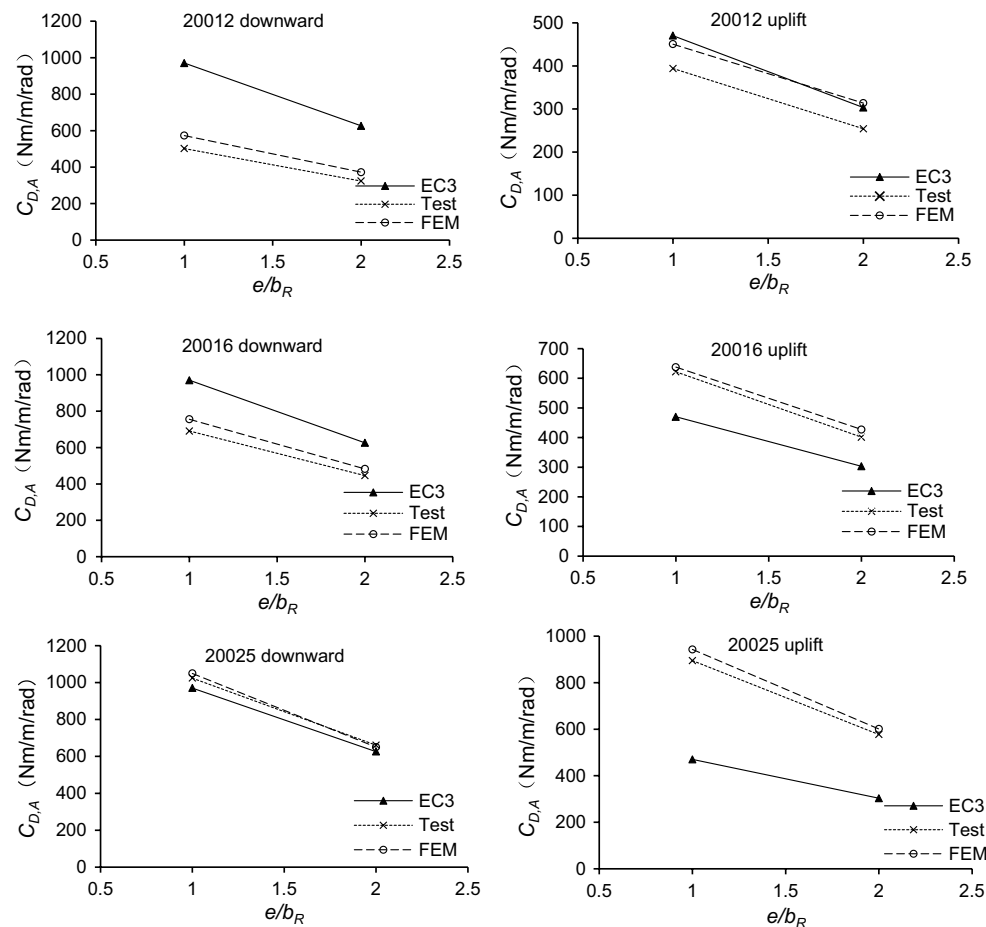 20012 downward
C_D,A（Nm/m/rad)
1200
1000
800
600
400
200
0
0.5 1 1.5 2 2.5
e/b_R
EC3
Test
FEM
20012 uplift
C_D,A（Nm/m/rad)
500
400
300
200
100
0
0.5 1 1.5 2 2.5
e/b_R
EC3
Test
FEM
20016 downward
C_D,A（Nm/m/rad)
1200
1000
800
600
400
200
0
0.5 1 1.5 2 2.5
e/b_R
EC3
Test
FEM
20016 uplift
C_D,A（Nm/m/rad)
700
600
500
400
300
200
100
0
0.5 1 1.5 2 2.5
e/b_R
EC3
Test
FEM
20025 downward
C_D,A（Nm/m/rad)
1200
1000
800
600
400
200
0
0.5 1 1.5 2 2.5
e/b_R
EC3
Test
FEM
20025 uplift
C_D,A（Nm/m/rad)
1000
800
600
400
200
0
0.5 1 1.5 2 2.5
e/b_R
EC3
Test
FEM